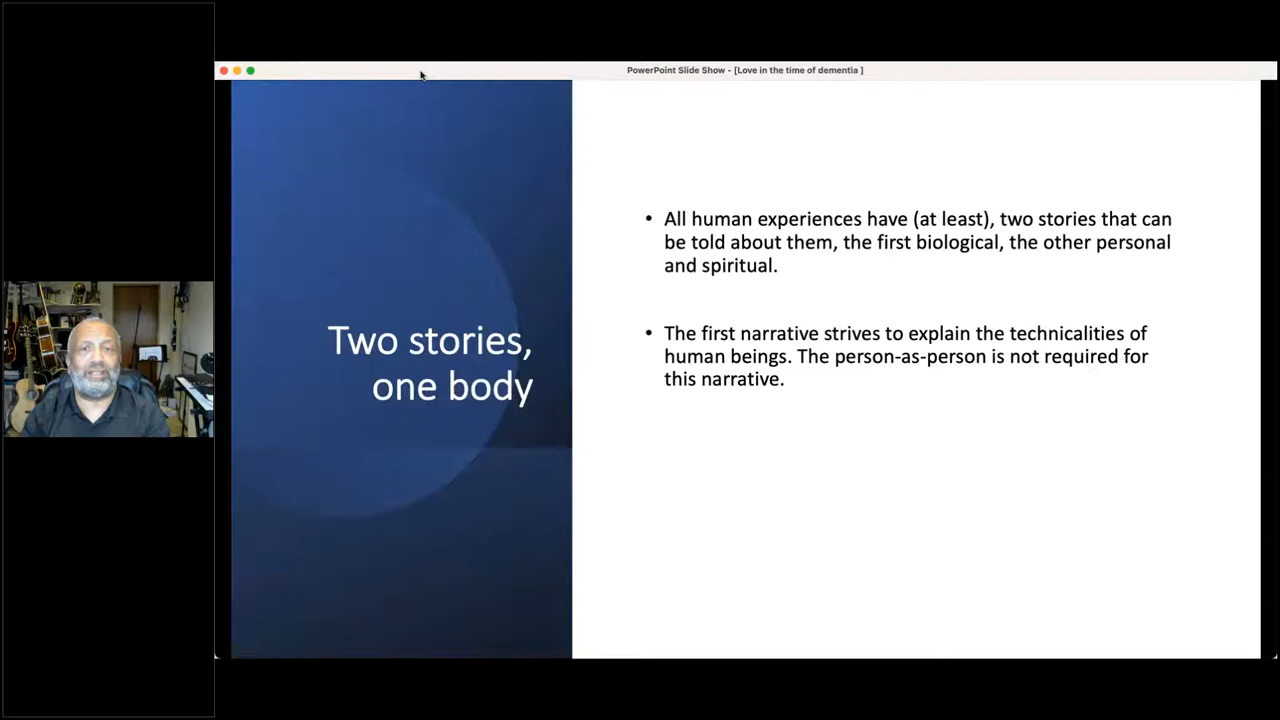 PowerPoint Slide Show - [Love in the time of dementia ]
Two stories,
one body
• All human experiences have (at least), two stories that can
be told about them, the first biological, the other personal
and spiritual.
• The first narrative strives to explain the technicalities of
human beings. The person-as-person is not required for
this narrative.